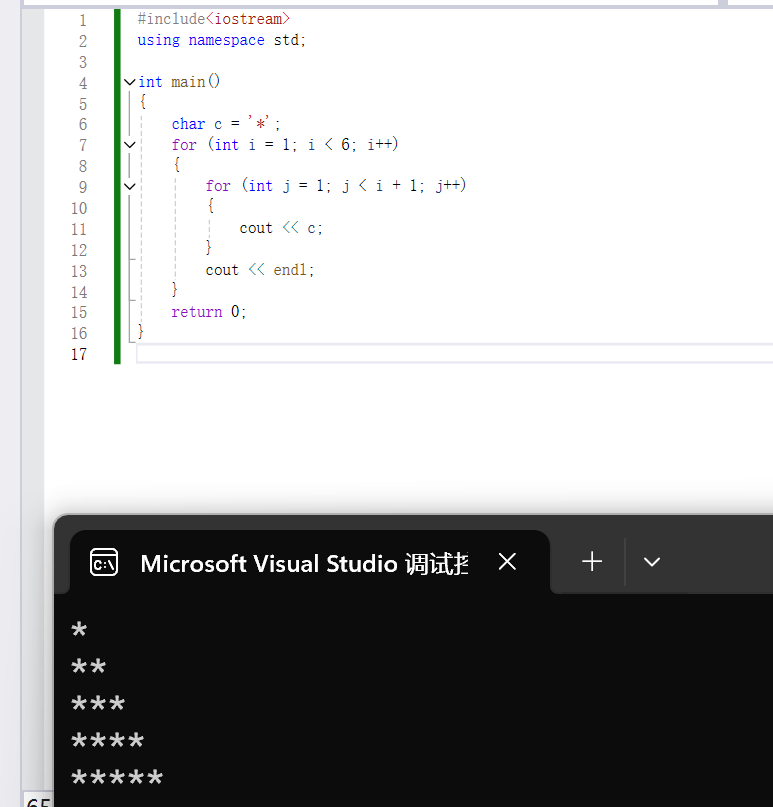 1 #include<iostream>
2 using namespace std;
3
4 int main()
5 {
6 char c = '*';
7 for (int i = 1; i < 6; i++)
8 {
9 for (int j = 1; j < i + 1; j++)
10 {
11 cout << c;
12 }
13 cout << endl;
14 }
15 return 0;
16 }
17
Microsoft Visual Studio 调试
*
**
***
****
*****